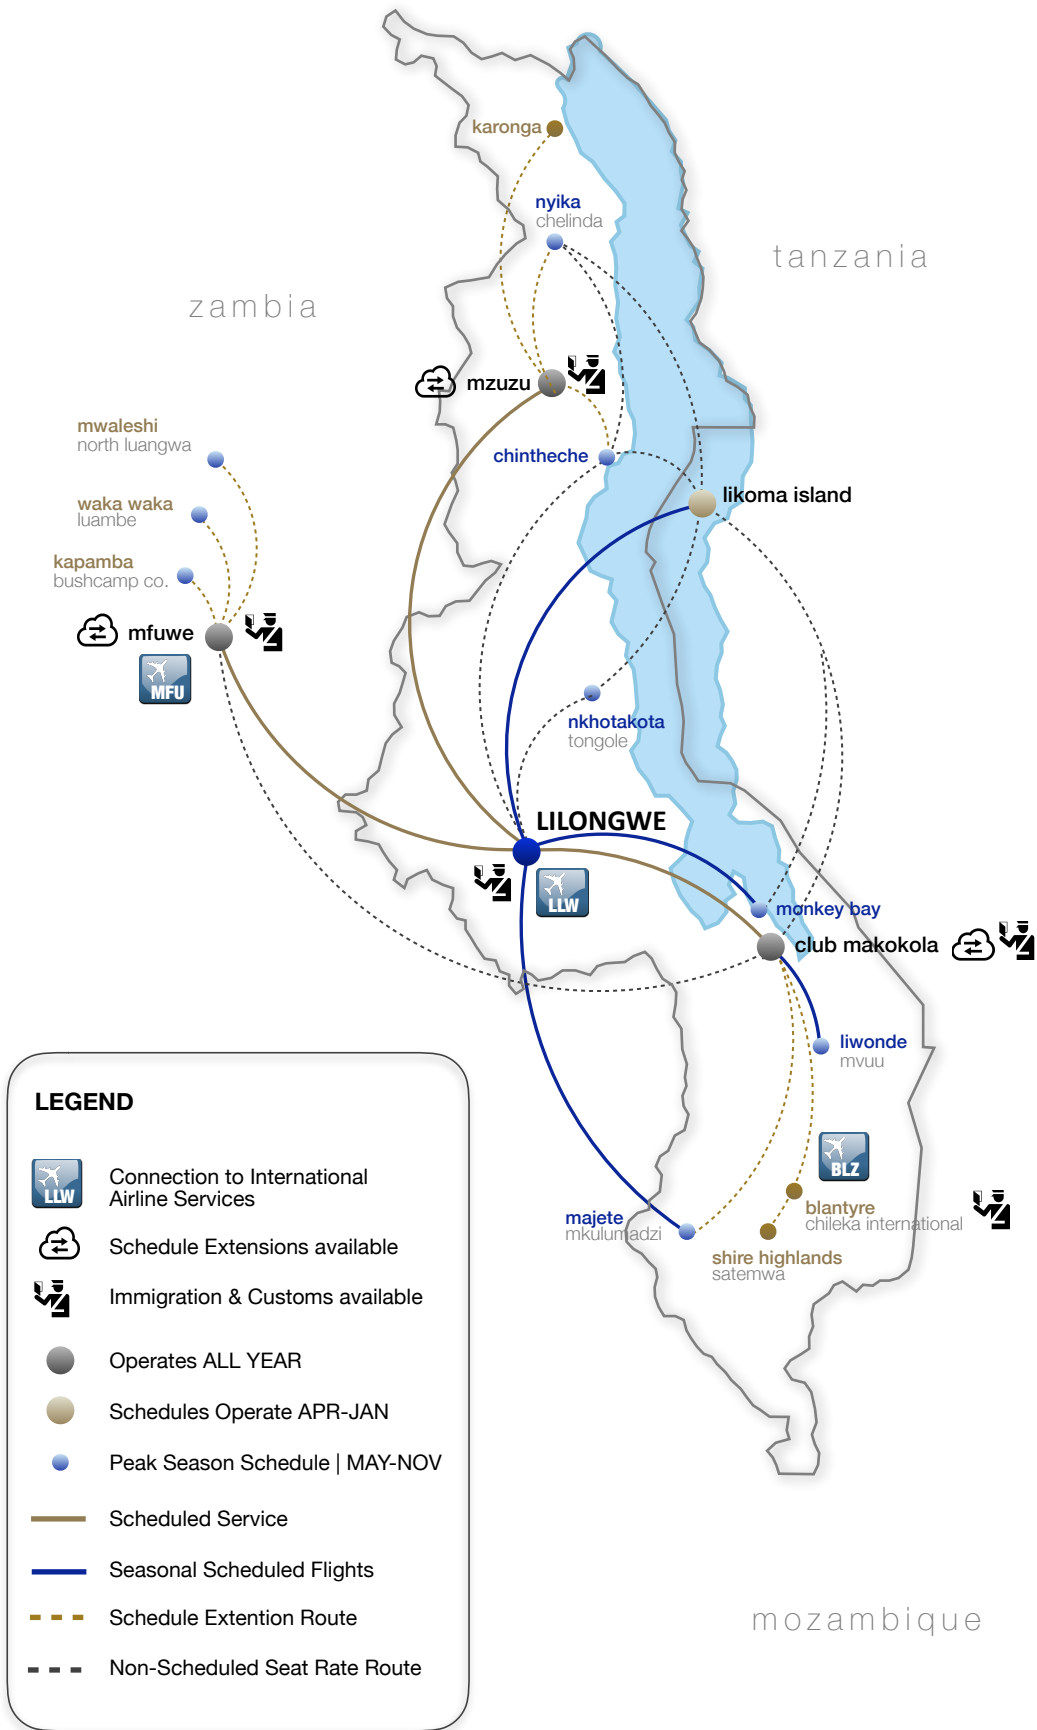 karonga
nyika
chelinda
tanzania
zambia
mzuzu
mwaleshi
north luangwa
chintheche
waka waka
luambe
likoma island
kapamba
bushcamp co.
mfuwe
MFU
nkhotakota
tongole
LILONGWE
LLW
monkey bay
club makokola
liwonde
mvuu
BLZ
blantyre
chileka international
majete
mkulumadzi
shire highlands
satemwa
LEGEND
LLW
Connection to International
Airline Services
Schedule Extensions available
Immigration & Customs available
Operates ALL YEAR
Schedules Operate APR-JAN
Peak Season Schedule | MAY-NOV
Scheduled Service
Seasonal Scheduled Flights
Schedule Extention Route
Non-Scheduled Seat Rate Route
mozambique